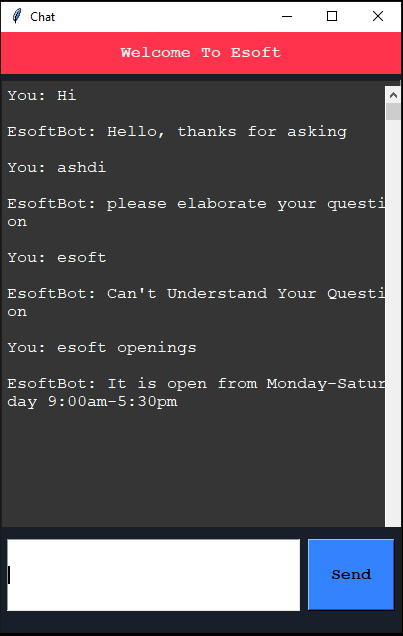 Chat
Welcome To Esoft
You: Hi
EsoftBot: Hello, thanks for asking
You: ashdi
EsoftBot: please elaborate your questi
on
You: esoft
EsoftBot: Can't Understand Your Questi
on
You: esoft openings
EsoftBot: It is open from Monday-Satur
day 9:00am-5:30pm
Send